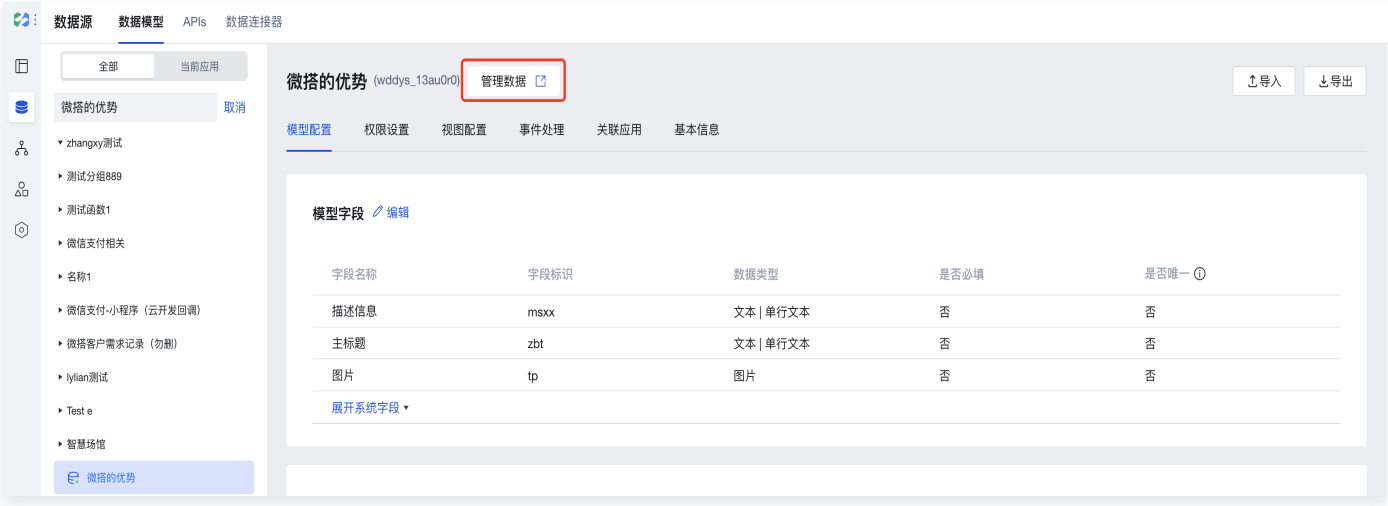 数据源 数据模型 APIs 数据连接器
全部 当前应用
微搭的优势 取消
zhangxy测试
测试分组889
测试函数1
微信支付相关
名称1
微信支付-小程序（云开发回调）
微搭客户需求记录（勿删）
lylian测试
Test e
智慧场馆
微搭的优势
微搭的优势 (wddys_13au0r0) 管理数据 导入 导出
模型配置 权限设置 视图配置 事件处理 关联应用 基本信息
模型字段 编辑
字段名称 字段标识 数据类型 是否必填 是否唯一
描述信息 msxx 文本 | 单行文本 否 否
主标题 zbt 文本 | 单行文本 否 否
图片 tp 图片 否 否
展开系统字段